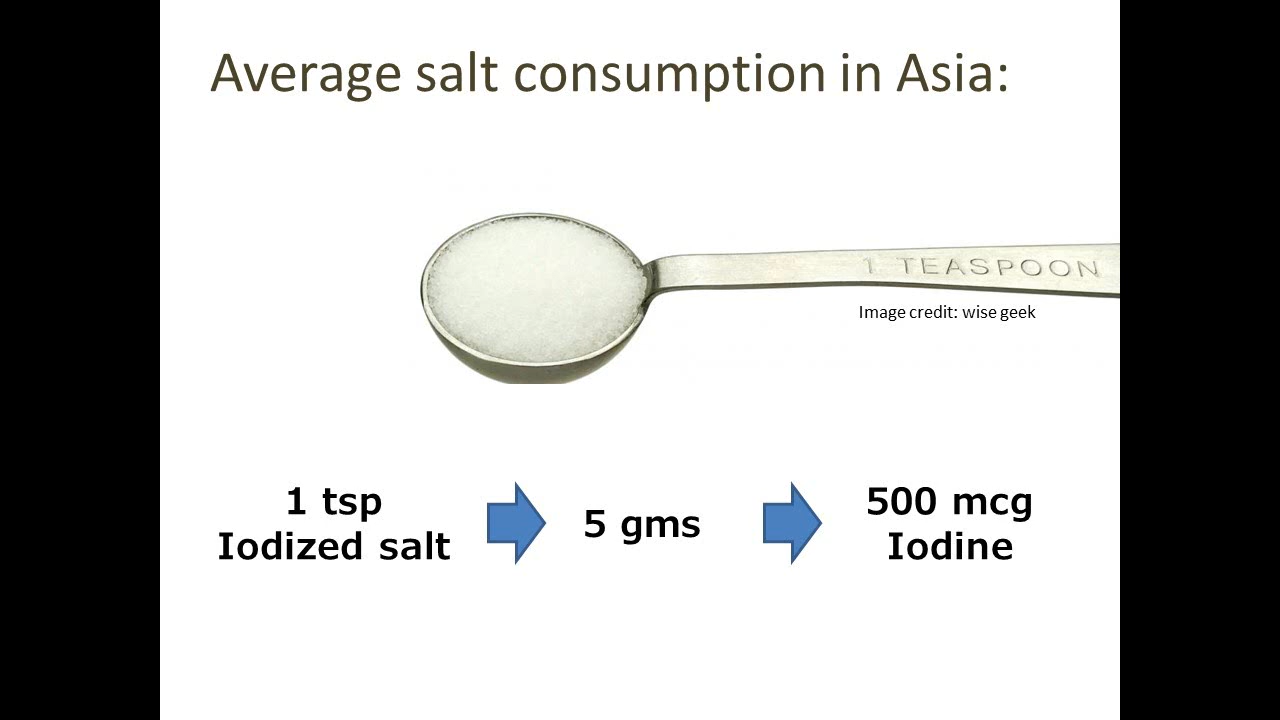 Average salt consumption in Asia:
1 TEASPOON
Image credit: wise geek
1 tsp
Iodized salt
5 gms
500 mcg
Iodine